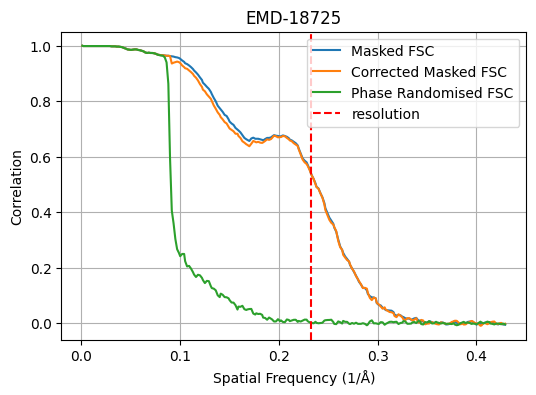 EMD-18725
1.0
0.8
0.6
0.4
0.2
0.0
Correlation
Masked FSC
Corrected Masked FSC
Phase Randomised FSC
resolution
0.0 0.1 0.2 0.3 0.4
Spatial Frequency (1/Å)